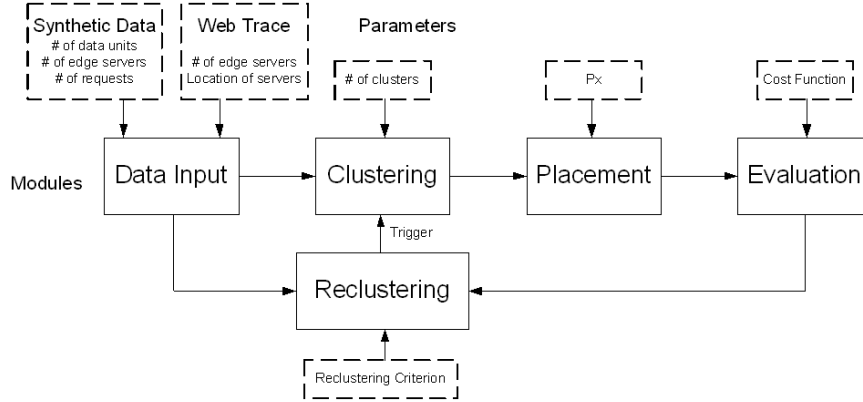 Synthetic Data
# of data units
# of edge servers
# of requests
Web Trace
# of edge servers
Location of servers
Parameters
# of clusters
Px
Cost Function
Modules
Data Input
Clustering
Placement
Evaluation
Trigger
Reclustering
Reclustering Criterion